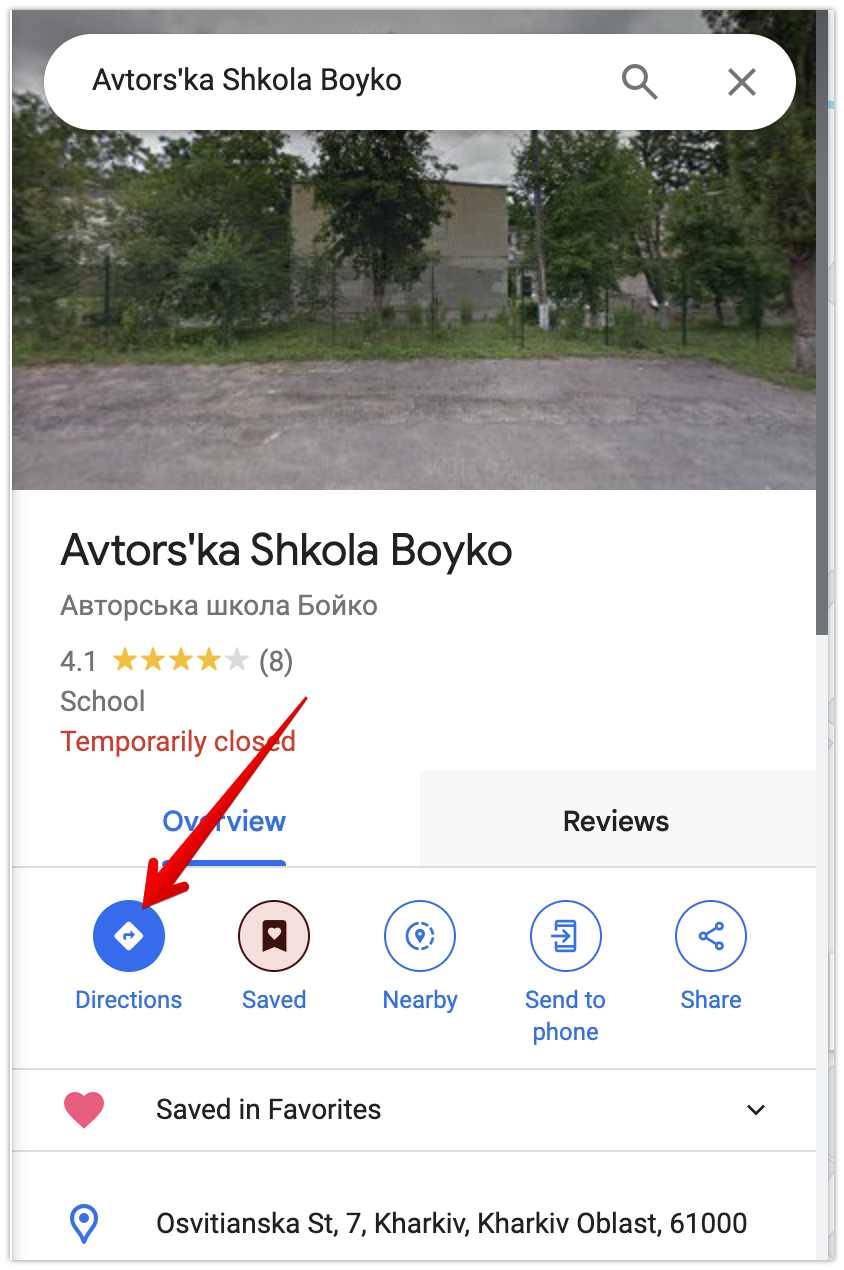 Avtors'ka Shkola Boyko
Avtors'ka Shkola Boyko
Авторська школа Бойко
4.1 ★★★★★ (8)
School
Temporarily closed
Overview Reviews
Directions Saved Nearby Send to phone Share
Saved in Favorites
Osvitianska St, 7, Kharkiv, Kharkiv Oblast, 61000